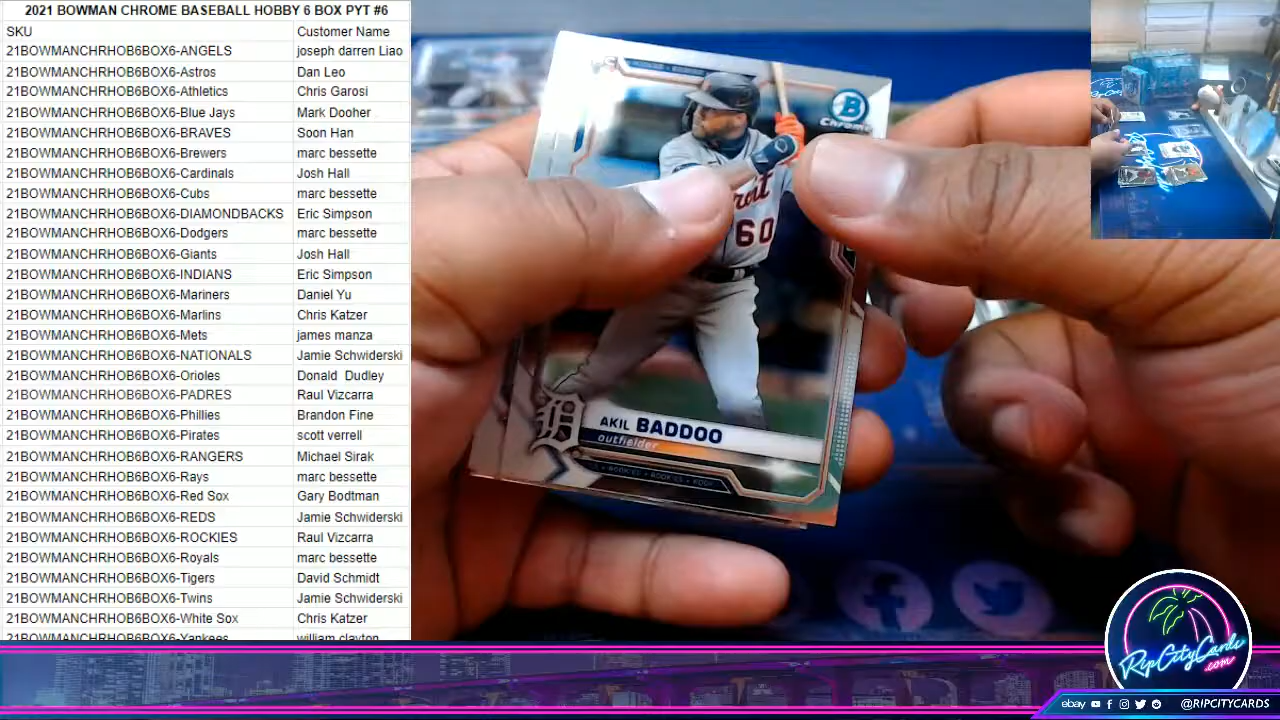 2021 BOWMAN CHROME BASEBALL HOBBY 6 BOX PYT #6
SKU Customer Name
21BOWMANCHRHOB6BOX6-ANGELS joseph darren Liao
21BOWMANCHRHOB6BOX6-Astros Dan Leo
21BOWMANCHRHOB6BOX6-Athletics Chris Garosi
21BOWMANCHRHOB6BOX6-Blue Jays Mark Dooher
21BOWMANCHRHOB6BOX6-BRAVES Soon Han
21BOWMANCHRHOB6BOX6-Brewers marc bessette
21BOWMANCHRHOB6BOX6-Cardinals Josh Hall
21BOWMANCHRHOB6BOX6-Cubs marc bessette
21BOWMANCHRHOB6BOX6-DIAMONDBACKS Eric Simpson
21BOWMANCHRHOB6BOX6-Dodgers marc bessette
21BOWMANCHRHOB6BOX6-Giants Josh Hall
21BOWMANCHRHOB6BOX6-INDIANS Eric Simpson
21BOWMANCHRHOB6BOX6-Mariners Daniel Yu
21BOWMANCHRHOB6BOX6-Marlins Chris Katzer
21BOWMANCHRHOB6BOX6-Mets james manza
21BOWMANCHRHOB6BOX6-NATIONALS Jamie Schwiderski
21BOWMANCHRHOB6BOX6-Orioles Donald Dudley
21BOWMANCHRHOB6BOX6-PADRES Raul Vizcarra
21BOWMANCHRHOB6BOX6-Phillies Brandon Fine
21BOWMANCHRHOB6BOX6-Pirates scott verrell
21BOWMANCHRHOB6BOX6-RANGERS Michael Sirak
21BOWMANCHRHOB6BOX6-Rays marc bessette
21BOWMANCHRHOB6BOX6-Red Sox Gary Bodtman
21BOWMANCHRHOB6BOX6-REDS Jamie Schwiderski
21BOWMANCHRHOB6BOX6-ROCKIES Raul Vizcarra
21BOWMANCHRHOB6BOX6-Royals marc bessette
21BOWMANCHRHOB6BOX6-Tigers David Schmidt
21BOWMANCHRHOB6BOX6-Twins Jamie Schwiderski
21BOWMANCHRHOB6BOX6-White Sox Chris Katzer
21BOWMANCHRHOB6BOX6-Yankees william clayton
B
Chrome
60
AKIL BADDOO
outfielder
RipCityCards
.com
ebay @RIPCITYCARDS